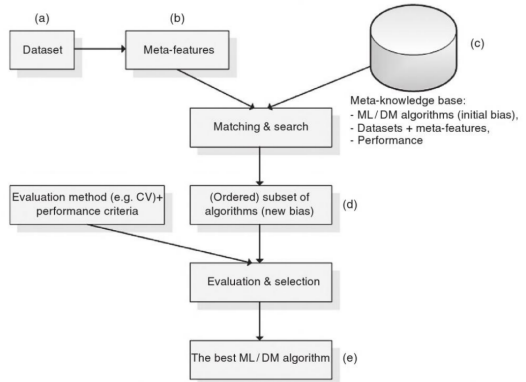 (a)
(b)
Dataset
Meta-features
(c)
Meta-knowledge base:
- ML/DM algorithms (initial bias),
- Datasets + meta-features,
- Performance
Matching & search
Evaluation method (e.g. CV)+
performance criteria
(Ordered) subset of
algorithms (new bias)
(d)
Evaluation & selection
The best ML/DM algorithm
(e)